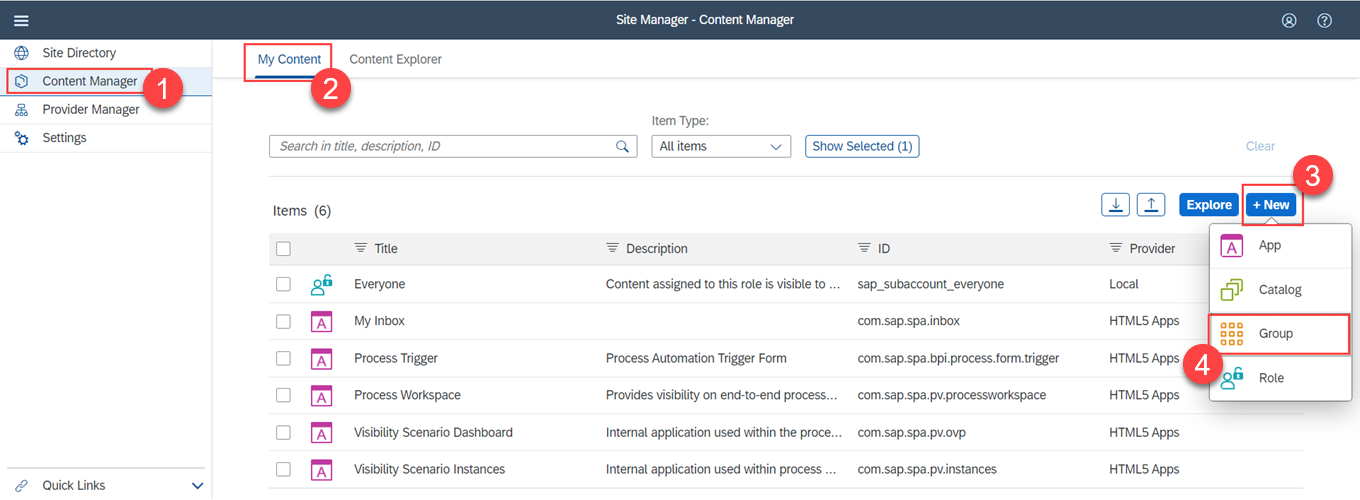 Site Manager - Content Manager
Site Directory
Content Manager
1
Provider Manager
Settings
My Content
Content Explorer
2
Item Type:
Search in title, description, ID
All items
Show Selected (1)
Clear
3
Items (6)
Explore
+ New
Title
Description
ID
Provider
Everyone
Content assigned to this role is visible to ...
sap_subaccount_everyone
Local
My Inbox
com.sap.spa.inbox
HTML5 Apps
Process Trigger
Process Automation Trigger Form
com.sap.spa.bpi.process.form.trigger
HTML5 Apps
Process Workspace
Provides visibility on end-to-end process...
com.sap.spa.pv.processworkspace
HTML5 Apps
Visibility Scenario Dashboard
Internal application used within the proce...
com.sap.spa.pv.ovp
HTML5 Apps
Visibility Scenario Instances
Internal application used within process ...
com.sap.spa.pv.instances
HTML5 Apps
App
Catalog
Group
4
Role
Quick Links